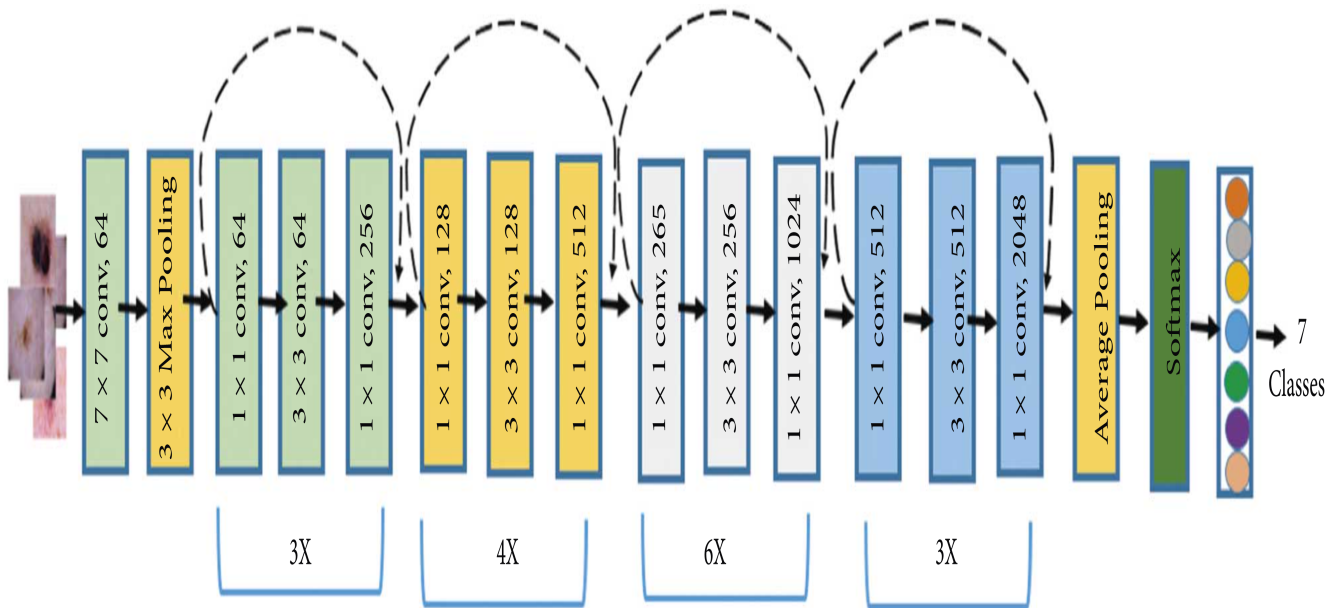 7 × 7 conv, 64
3 × 3 Max Pooling
1 × 1 conv, 64
3 × 3 conv, 64
1 × 1 conv, 256
1 × 1 conv, 128
3 × 3 conv, 128
1 × 1 conv, 512
1 × 1 conv, 265
3 × 3 conv, 256
1 × 1 conv, 1024
1 × 1 conv, 512
3 × 3 conv, 512
1 × 1 conv, 2048
Average Pooling
Softmax
7
Classes
3X
4X
6X
3X